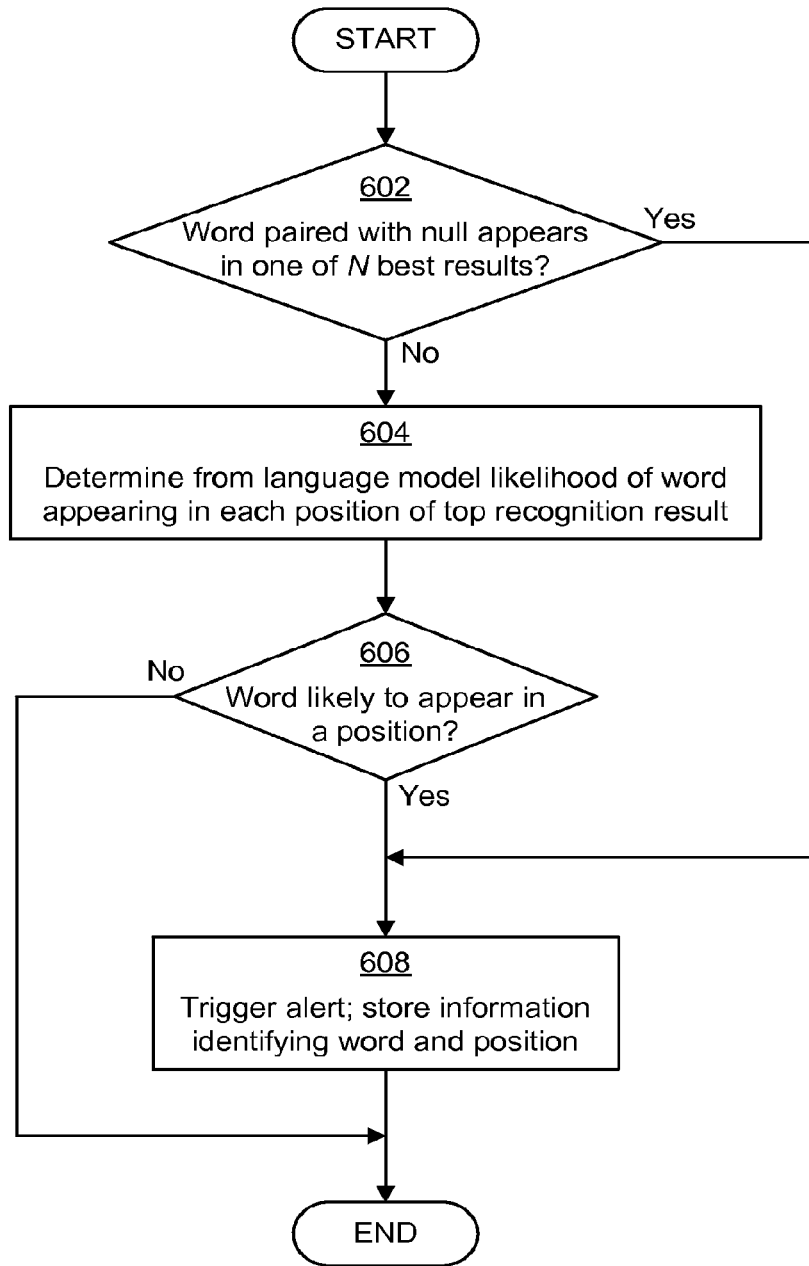 START
602
Word paired with null appears
in one of N best results?
Yes
No
604
Determine from language model likelihood of word
appearing in each position of top recognition result
606
No
Word likely to appear in
a position?
Yes
608
Trigger alert; store information
identifying word and position
END